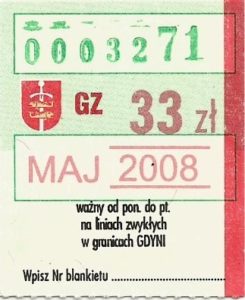 0003271
GZ 33 zł
MAJ 2008
ważny od pon. do pt.
na liniach zwykłych
w granicach GDYNI
Wpisz Nr blankietu..........................